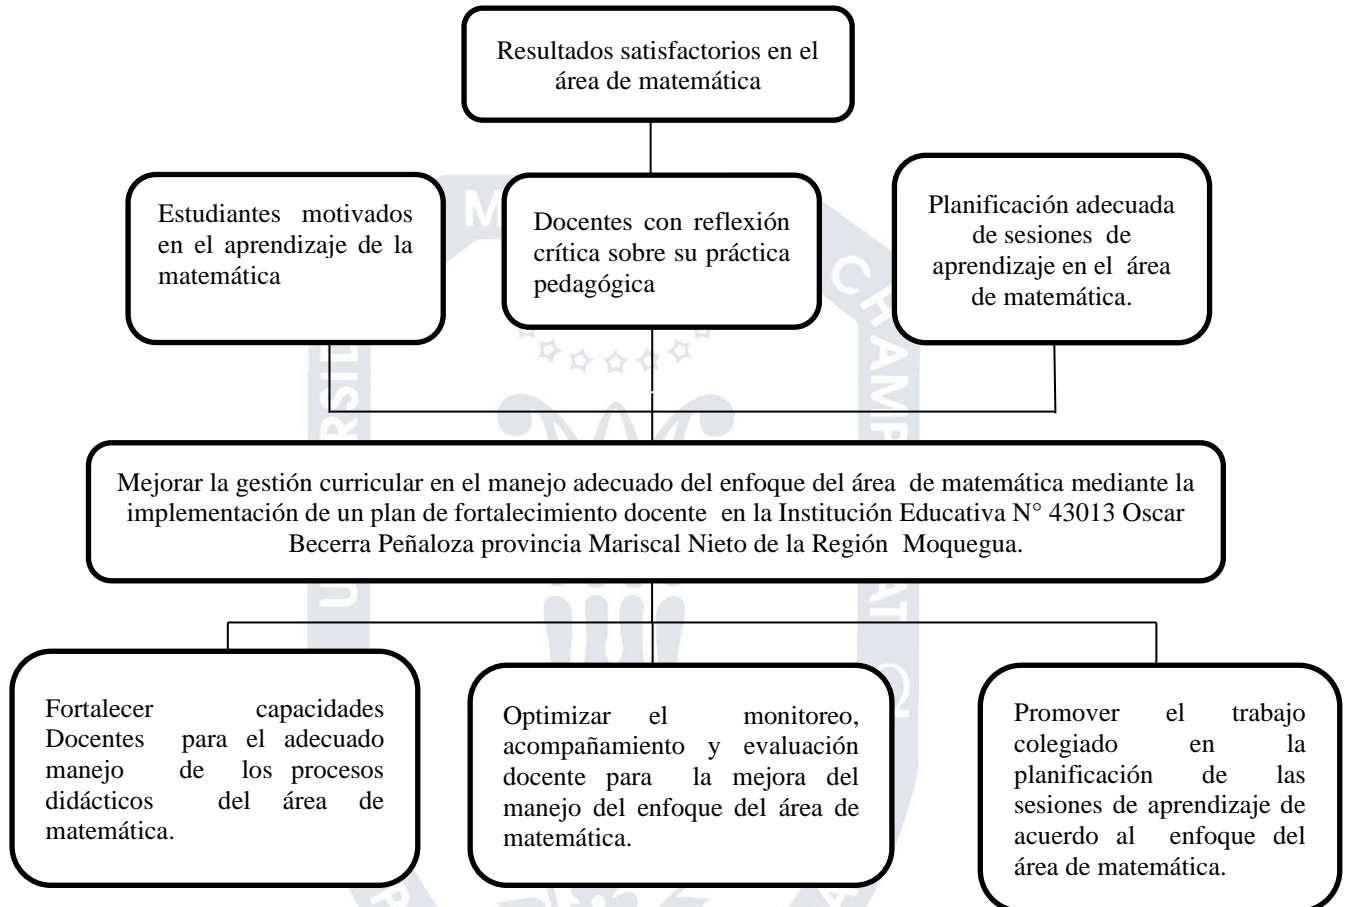 Resultados satisfactorios en el
área de matemática
Estudiantes motivados
en el aprendizaje de la
matemática
Docentes con reflexión
crítica sobre su práctica
pedagógica
Planificación adecuada
de sesiones de
aprendizaje en el área
de matemática.
Mejorar la gestión curricular en el manejo adecuado del enfoque del área de matemática mediante la
implementación de un plan de fortalecimiento docente en la Institución Educativa N° 43013 Oscar
Becerra Peñaloza provincia Mariscal Nieto de la Región Moquegua.
Fortalecer capacidades
Docentes para el adecuado
manejo de los procesos
didácticos del área de
matemática.
Optimizar el monitoreo,
acompañamiento y evaluación
docente para la mejora del
manejo del enfoque del área de
matemática.
Promover el trabajo
colegiado en la
planificación de las
sesiones de aprendizaje de
acuerdo al enfoque del
área de matemática.